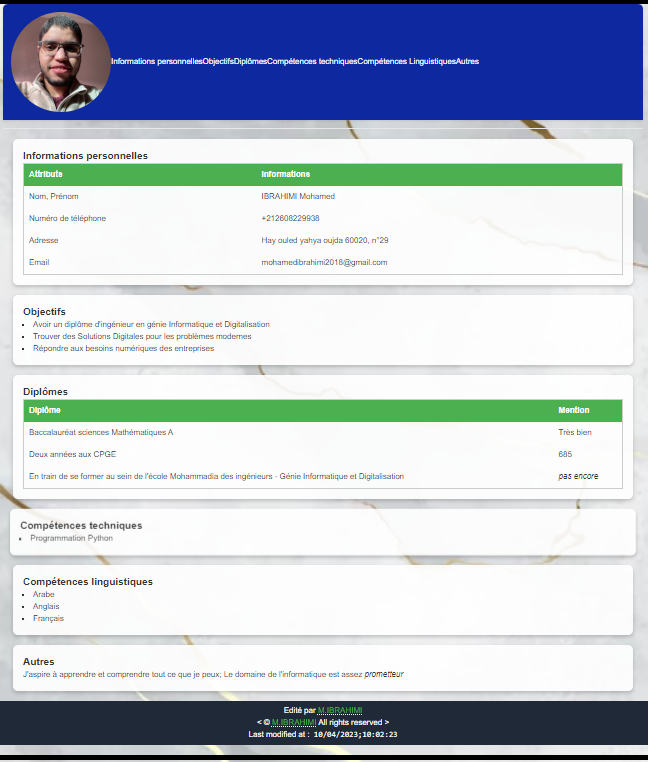 Informations personnellesObjectifsDiplômesCompétences techniquesCompétences LinguistiquesAutres
Informations personnelles
Attributs Informations
Nom, Prénom IBRAHIMI Mohamed
Numéro de téléphone +212608229938
Adresse Hay ouled yahya oujda 60020, n°29
Email mohamedibrahimi2018@gmail.com
Objectifs
Avoir un diplôme d'ingénieur en génie Informatique et Digitalisation
Trouver des Solutions Digitales pour les problèmes modernes
Répondre aux besoins numériques des entreprises
Diplômes
Diplôme Mention
Baccalauréat sciences Mathématiques A Très bien
Deux années aux CPGE 685
En train de se former au sein de l'école Mohammadia des ingénieurs - Génie Informatique et Digitalisation pas encore
Compétences techniques
Programmation Python
Compétences linguistiques
Arabe
Anglais
Français
Autres
J'aspire à apprendre et comprendre tout ce que je peux; Le domaine de l'informatique est assez prometteur
Edité par M.IBRAHIMI
< © M.IBRAHIMI All rights reserved >
Last modified at : 10/04/2023;10:02:23